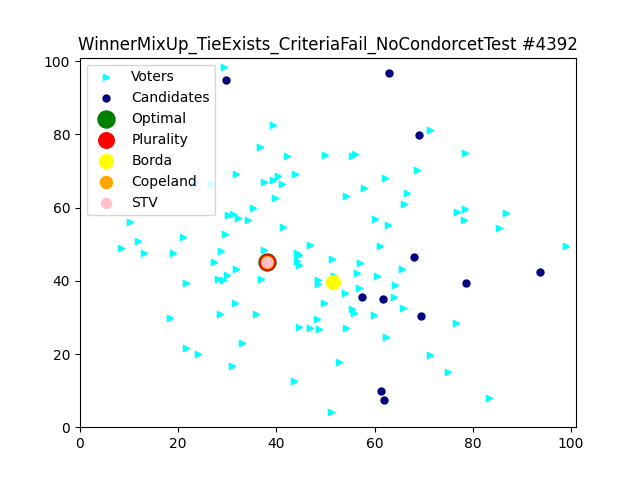 WinnerMixUp_TieExists_CriteriaFail_NoCondorcetTest #4392
100
80
60
40
20
0
Voters
Candidates
Optimal
Plurality
Borda
Copeland
STV
0 20 40 60 80 100